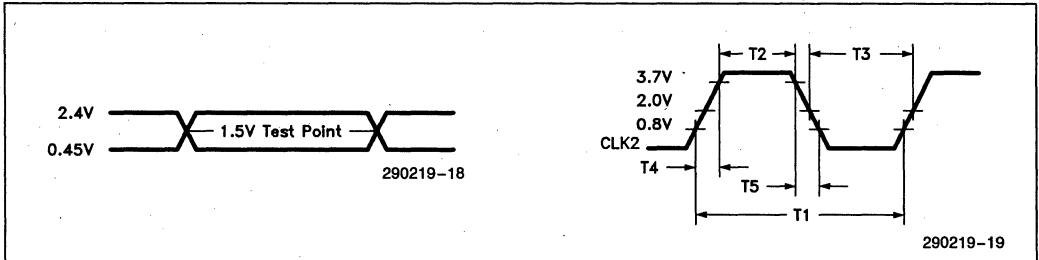 2.4V
1.5V Test Point
0.45V
290219-18
T2
T3
3.7V
2.0V
0.8V
CLK2
T4
T5
T1
290219-19